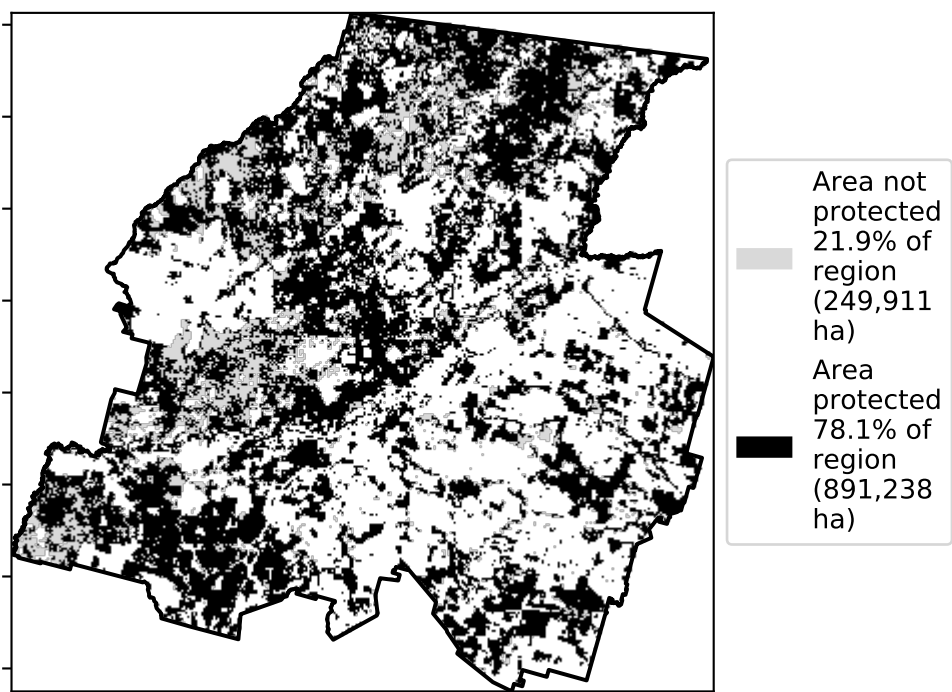 Area not
protected
21.9% of
region
(249,911
ha)
Area
protected
78.1% of
region
(891,238
ha)